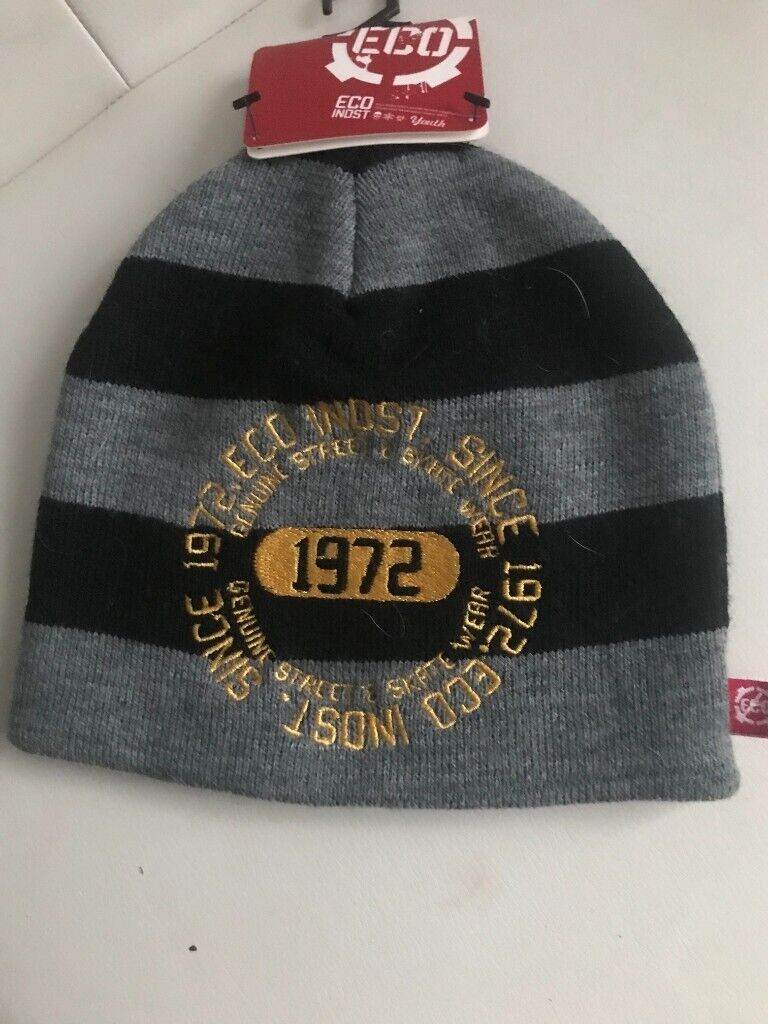 ECO
ECO
INDST
Youth
ECO INDST. SINCE 1972. ECO INDST. SINCE 1972.
GENUINE STREET & SKATE WEAR
1972
GENUINE STREET & SKATE WEAR